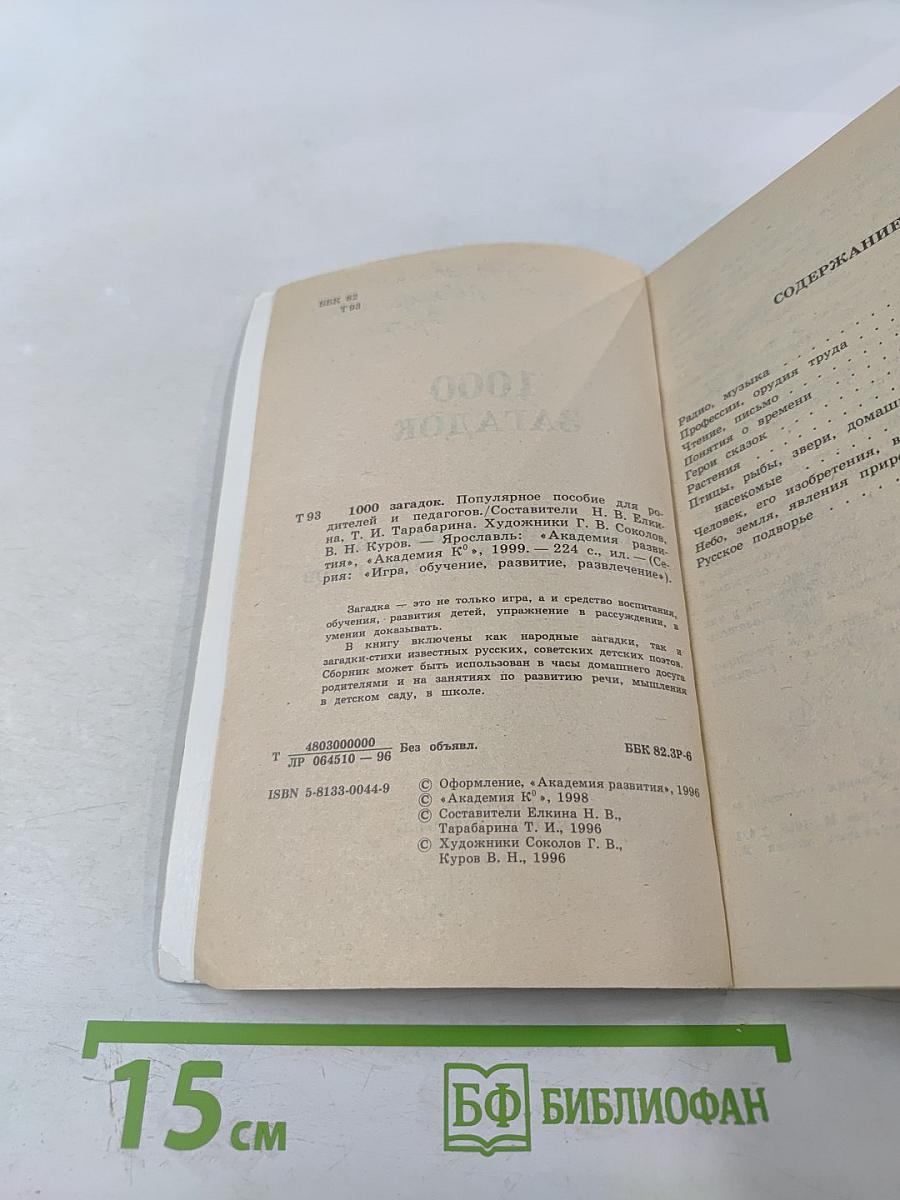 ББК 82
Т 93
1000
ЗАГАДОК
Т 93 1000 загадок. Популярное пособие для ро-
дителей и педагогов./Составители Н. В. Елки-
на, Т. И. Тарабарина. Художники Г. В. Соколов,
В. Н. Куров. — Ярославль: «Академия разви-
тия», «Академия К⁰», 1999. — 224 с., ил. — (Се-
рия: «Игра, обучение, развитие, развлечение»).
Загадка — это не только игра, а и средство воспитания,
обучения, развития детей, упражнение в рассуждении, в
умении доказывать.
В книгу включены как народные загадки, так и
загадки-стихи известных русских, советских детских поэтов.
Сборник может быть использован в часы домашнего досуга
родителями и на занятиях по развитию речи, мышления
в детском саду, в школе.
Т 4803000000 Без объявл. ББК 82.3Р-6
ЛР 064510 — 96
ISBN 5-8133-0044-9
© Оформление, «Академия развития», 1996
© «Академия К⁰», 1998
© Составители Елкина Н. В.,
Тарабарина Т. И., 1996
© Художники Соколов Г. В.,
Куров В. Н., 1996
СОДЕРЖАНИЕ
Радио, музыка . . . . . .
Профессии, орудия труда . . .
Чтение, письмо . . . . . .
Понятия о времени . . . .
Герои сказок . . . . . .
Растения . . . . . .
Птицы, рыбы, звери, домаш
насекомые . . . . . .
Человек, его изобретения, в
Небо, земля, явления приро
Русское подворье . . . . .
15 см
БФ БИБЛИОФАН